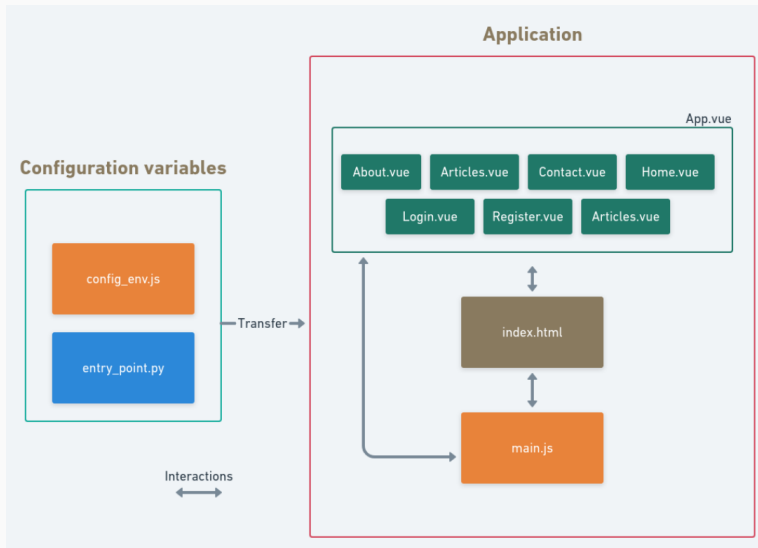 Application
App.vue
About.vue
Articles.vue
Contact.vue
Home.vue
Login.vue
Register.vue
Articles.vue
Configuration variables
config_env.js
entry_point.py
Transfer
index.html
main.js
Interactions